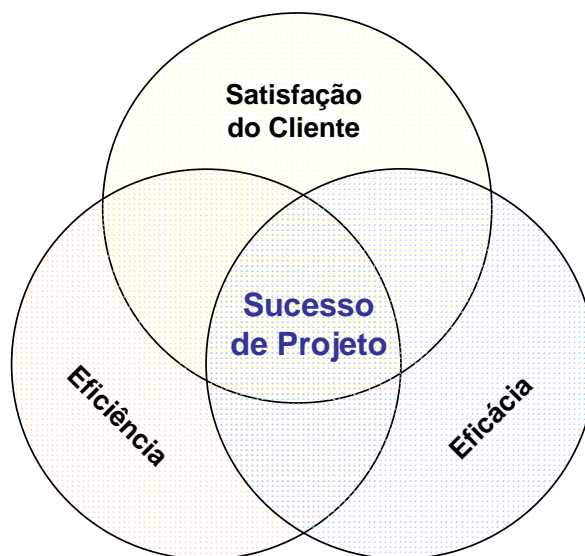 Satisfação
do Cliente
Sucesso
de Projeto
Eficiência
Eficácia